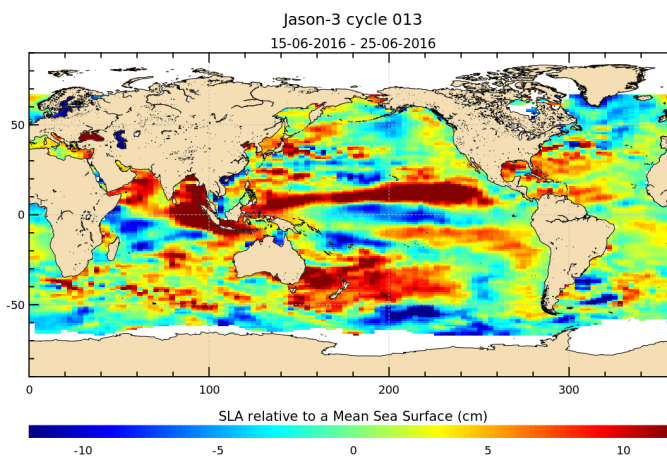 Jason-3 cycle 013
15-06-2016 - 25-06-2016
50
0
-50
0 100 200 300
SLA relative to a Mean Sea Surface (cm)
-10 -5 0 5 10